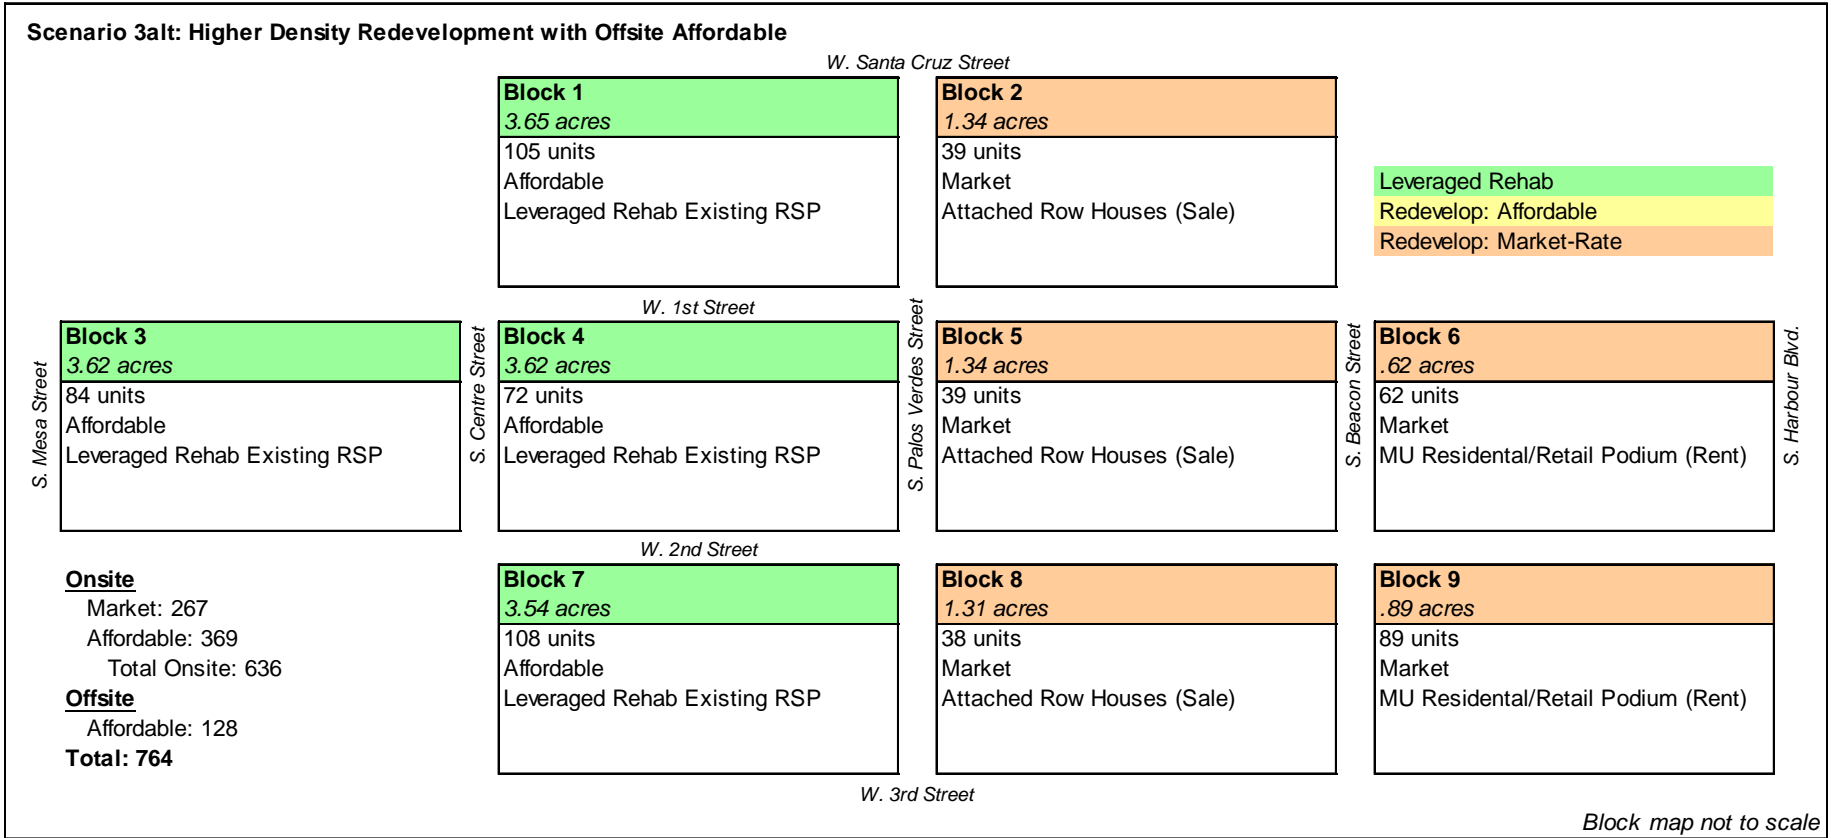 Scenario 3alt: Higher Density Redevelopment with Offsite Affordable
W. Santa Cruz Street
Block 1
3.65 acres
105 units
Affordable
Leveraged Rehab Existing RSP
Block 2
1.34 acres
39 units
Market
Attached Row Houses (Sale)
Leveraged Rehab
Redevelop: Affordable
Redevelop: Market-Rate
W. 1st Street
S. Mesa Street
Block 3
3.62 acres
84 units
Affordable
Leveraged Rehab Existing RSP
S. Centre Street
Block 4
3.62 acres
72 units
Affordable
Leveraged Rehab Existing RSP
S. Palos Verdes Street
Block 5
1.34 acres
39 units
Market
Attached Row Houses (Sale)
S. Beacon Street
Block 6
.62 acres
62 units
Market
MU Residental/Retail Podium (Rent)
S. Harbour Blvd.
W. 2nd Street
Onsite
Market: 267
Affordable: 369
Total Onsite: 636
Offsite
Affordable: 128
Total: 764
Block 7
3.54 acres
108 units
Affordable
Leveraged Rehab Existing RSP
Block 8
1.31 acres
38 units
Market
Attached Row Houses (Sale)
Block 9
.89 acres
89 units
Market
MU Residental/Retail Podium (Rent)
W. 3rd Street
Block map not to scale